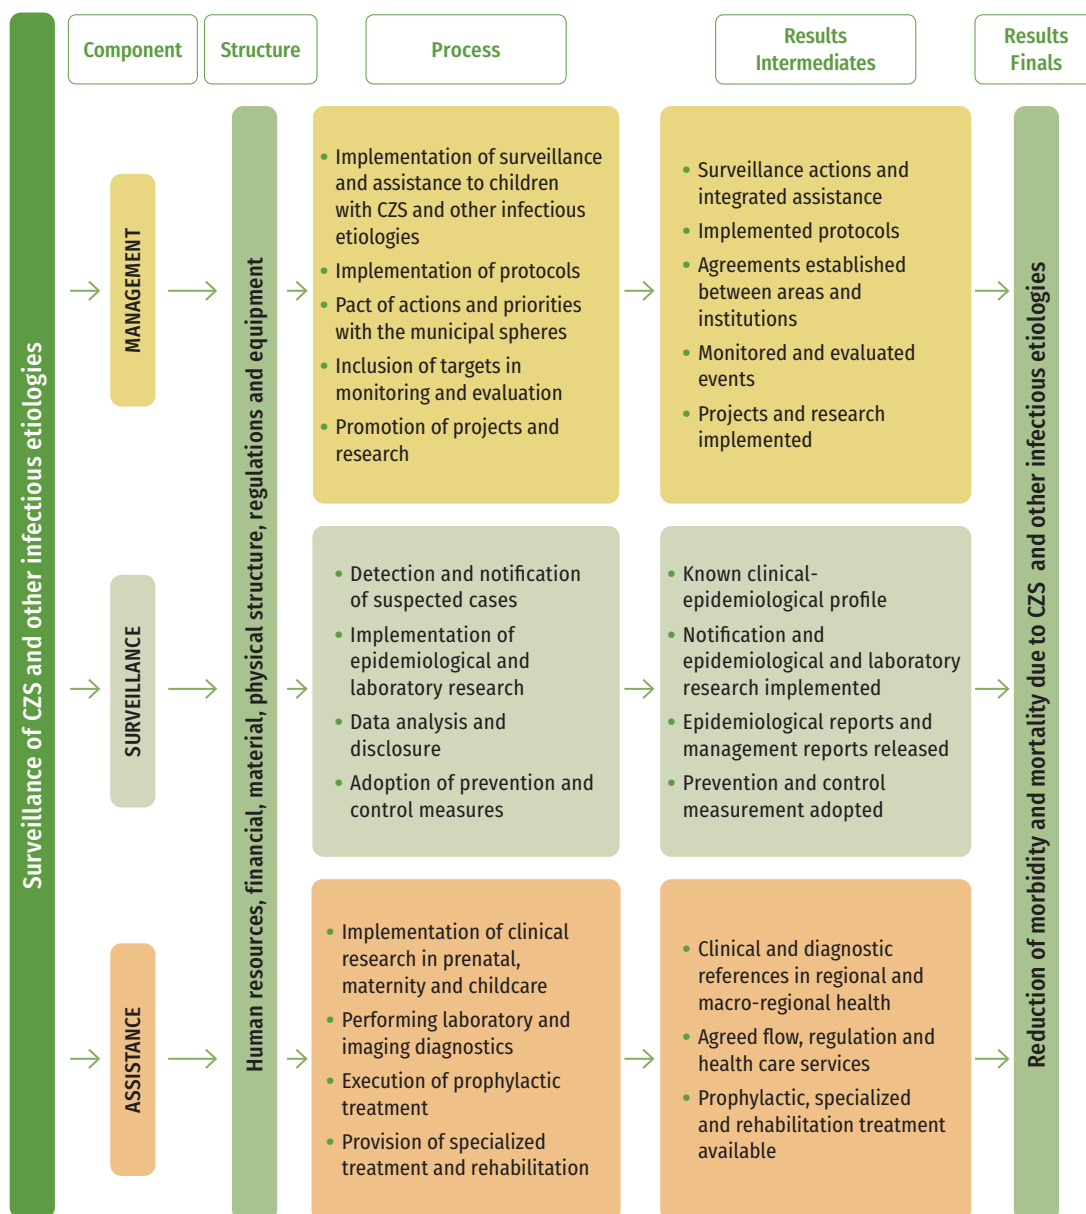 Component
Structure
Process
Results
Intermediates
Results
Finals
Surveillance of CZS and other infectious etiologies
MANAGEMENT
Human resources, financial, material, physical structure, regulations and equipment
• Implementation of surveillance
and assistance to children
with CZS and other infectious
etiologies
• Implementation of protocols
• Pact of actions and priorities
with the municipal spheres
• Inclusion of targets in
monitoring and evaluation
• Promotion of projects and
research
• Surveillance actions and
integrated assistance
• Implemented protocols
• Agreements established
between areas and
institutions
• Monitored and evaluated
events
• Projects and research
implemented
Reduction of morbidity and mortality due to CZS and other infectious etiologies
SURVEILLANCE
• Detection and notification
of suspected cases
• Implementation of
epidemiological and
laboratory research
• Data analysis and
disclosure
• Adoption of prevention and
control measures
• Known clinical-
epidemiological profile
• Notification and
epidemiological and laboratory
research implemented
• Epidemiological reports and
management reports released
• Prevention and control
measurement adopted
ASSISTANCE
• Implementation of clinical
research in prenatal,
maternity and childcare
• Performing laboratory and
imaging diagnostics
• Execution of prophylactic
treatment
• Provision of specialized
treatment and rehabilitation
• Clinical and diagnostic
references in regional and
macro-regional health
• Agreed flow, regulation and
health care services
• Prophylactic, specialized
and rehabilitation treatment
available